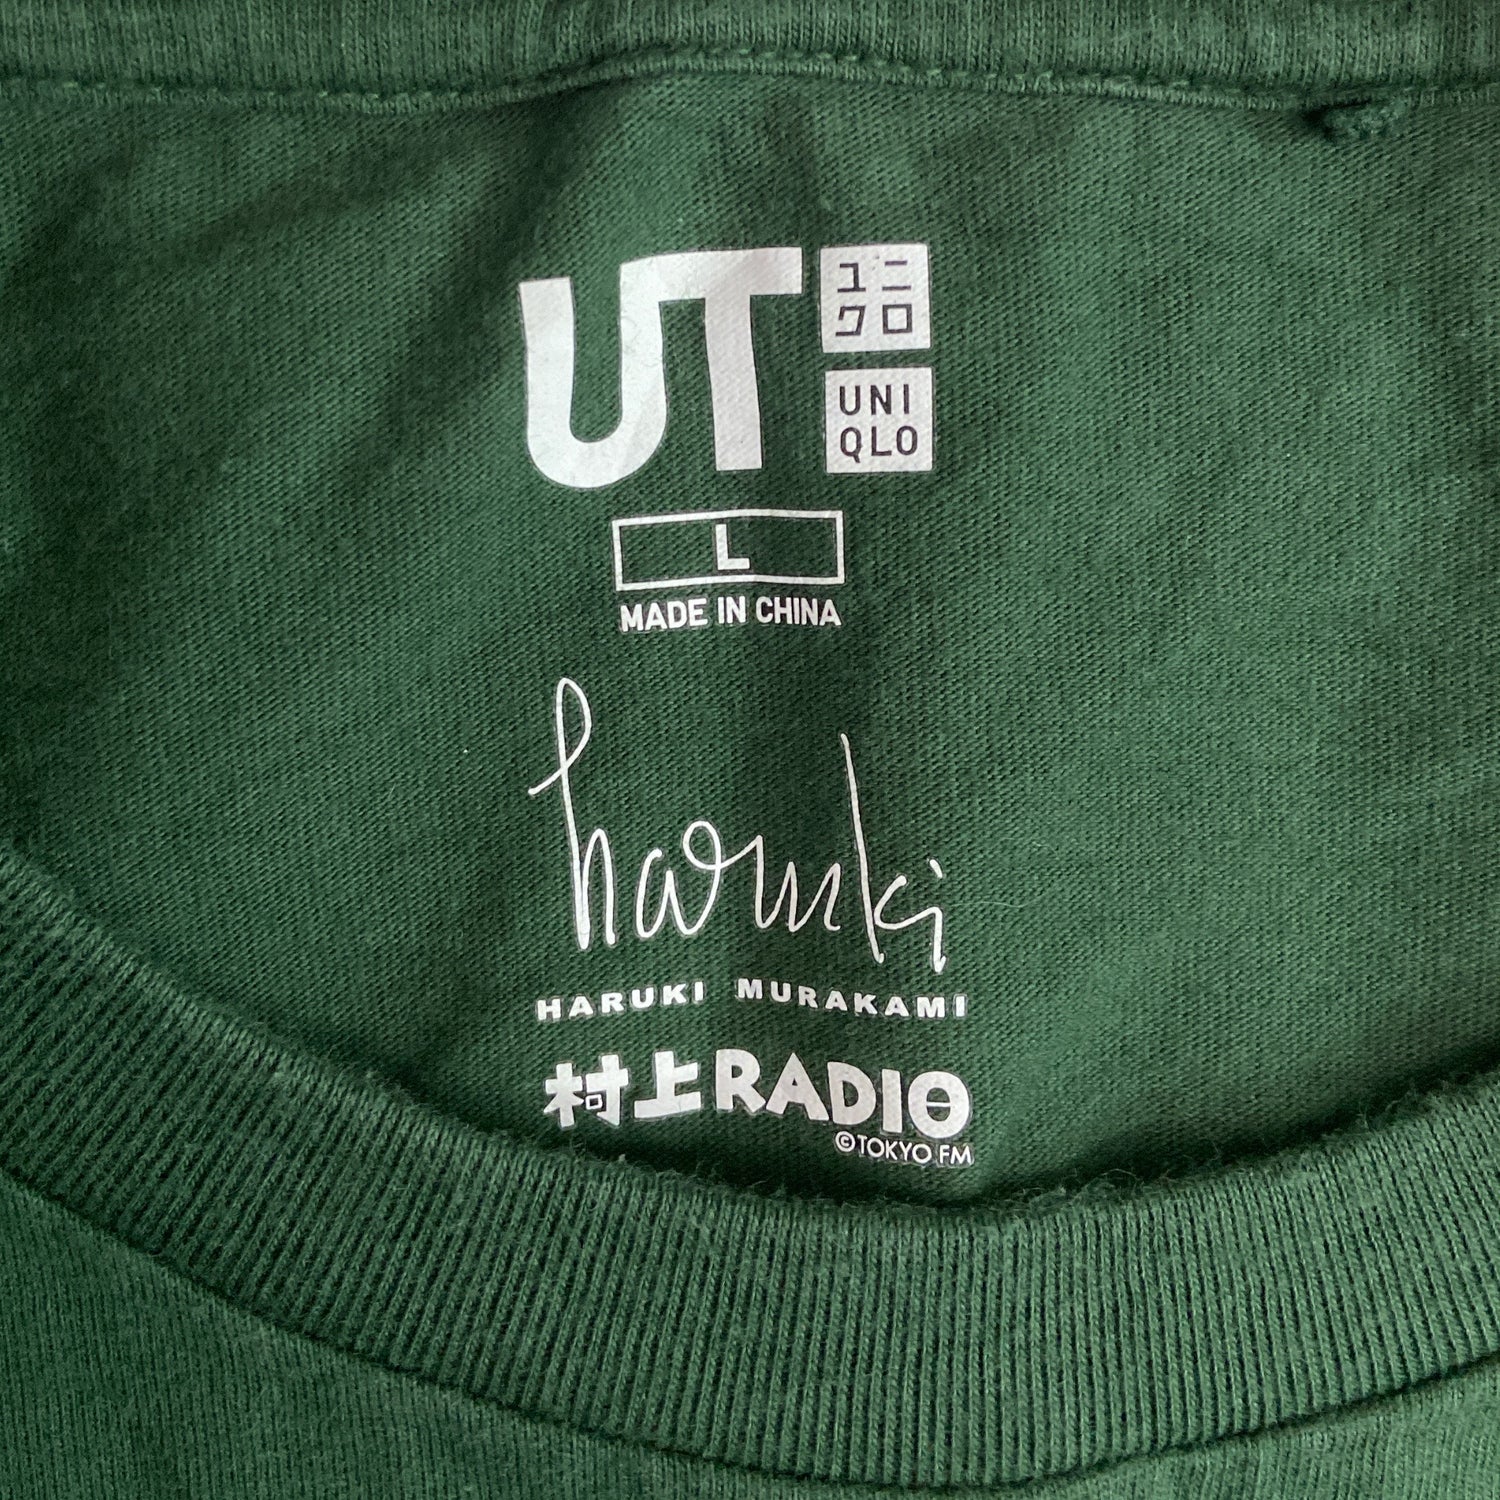 UT
ユニ
クロ
UNI
QLO
L
MADE IN CHINA
haruki
HARUKI MURAKAMI
村上RADIO
©TOKYO FM